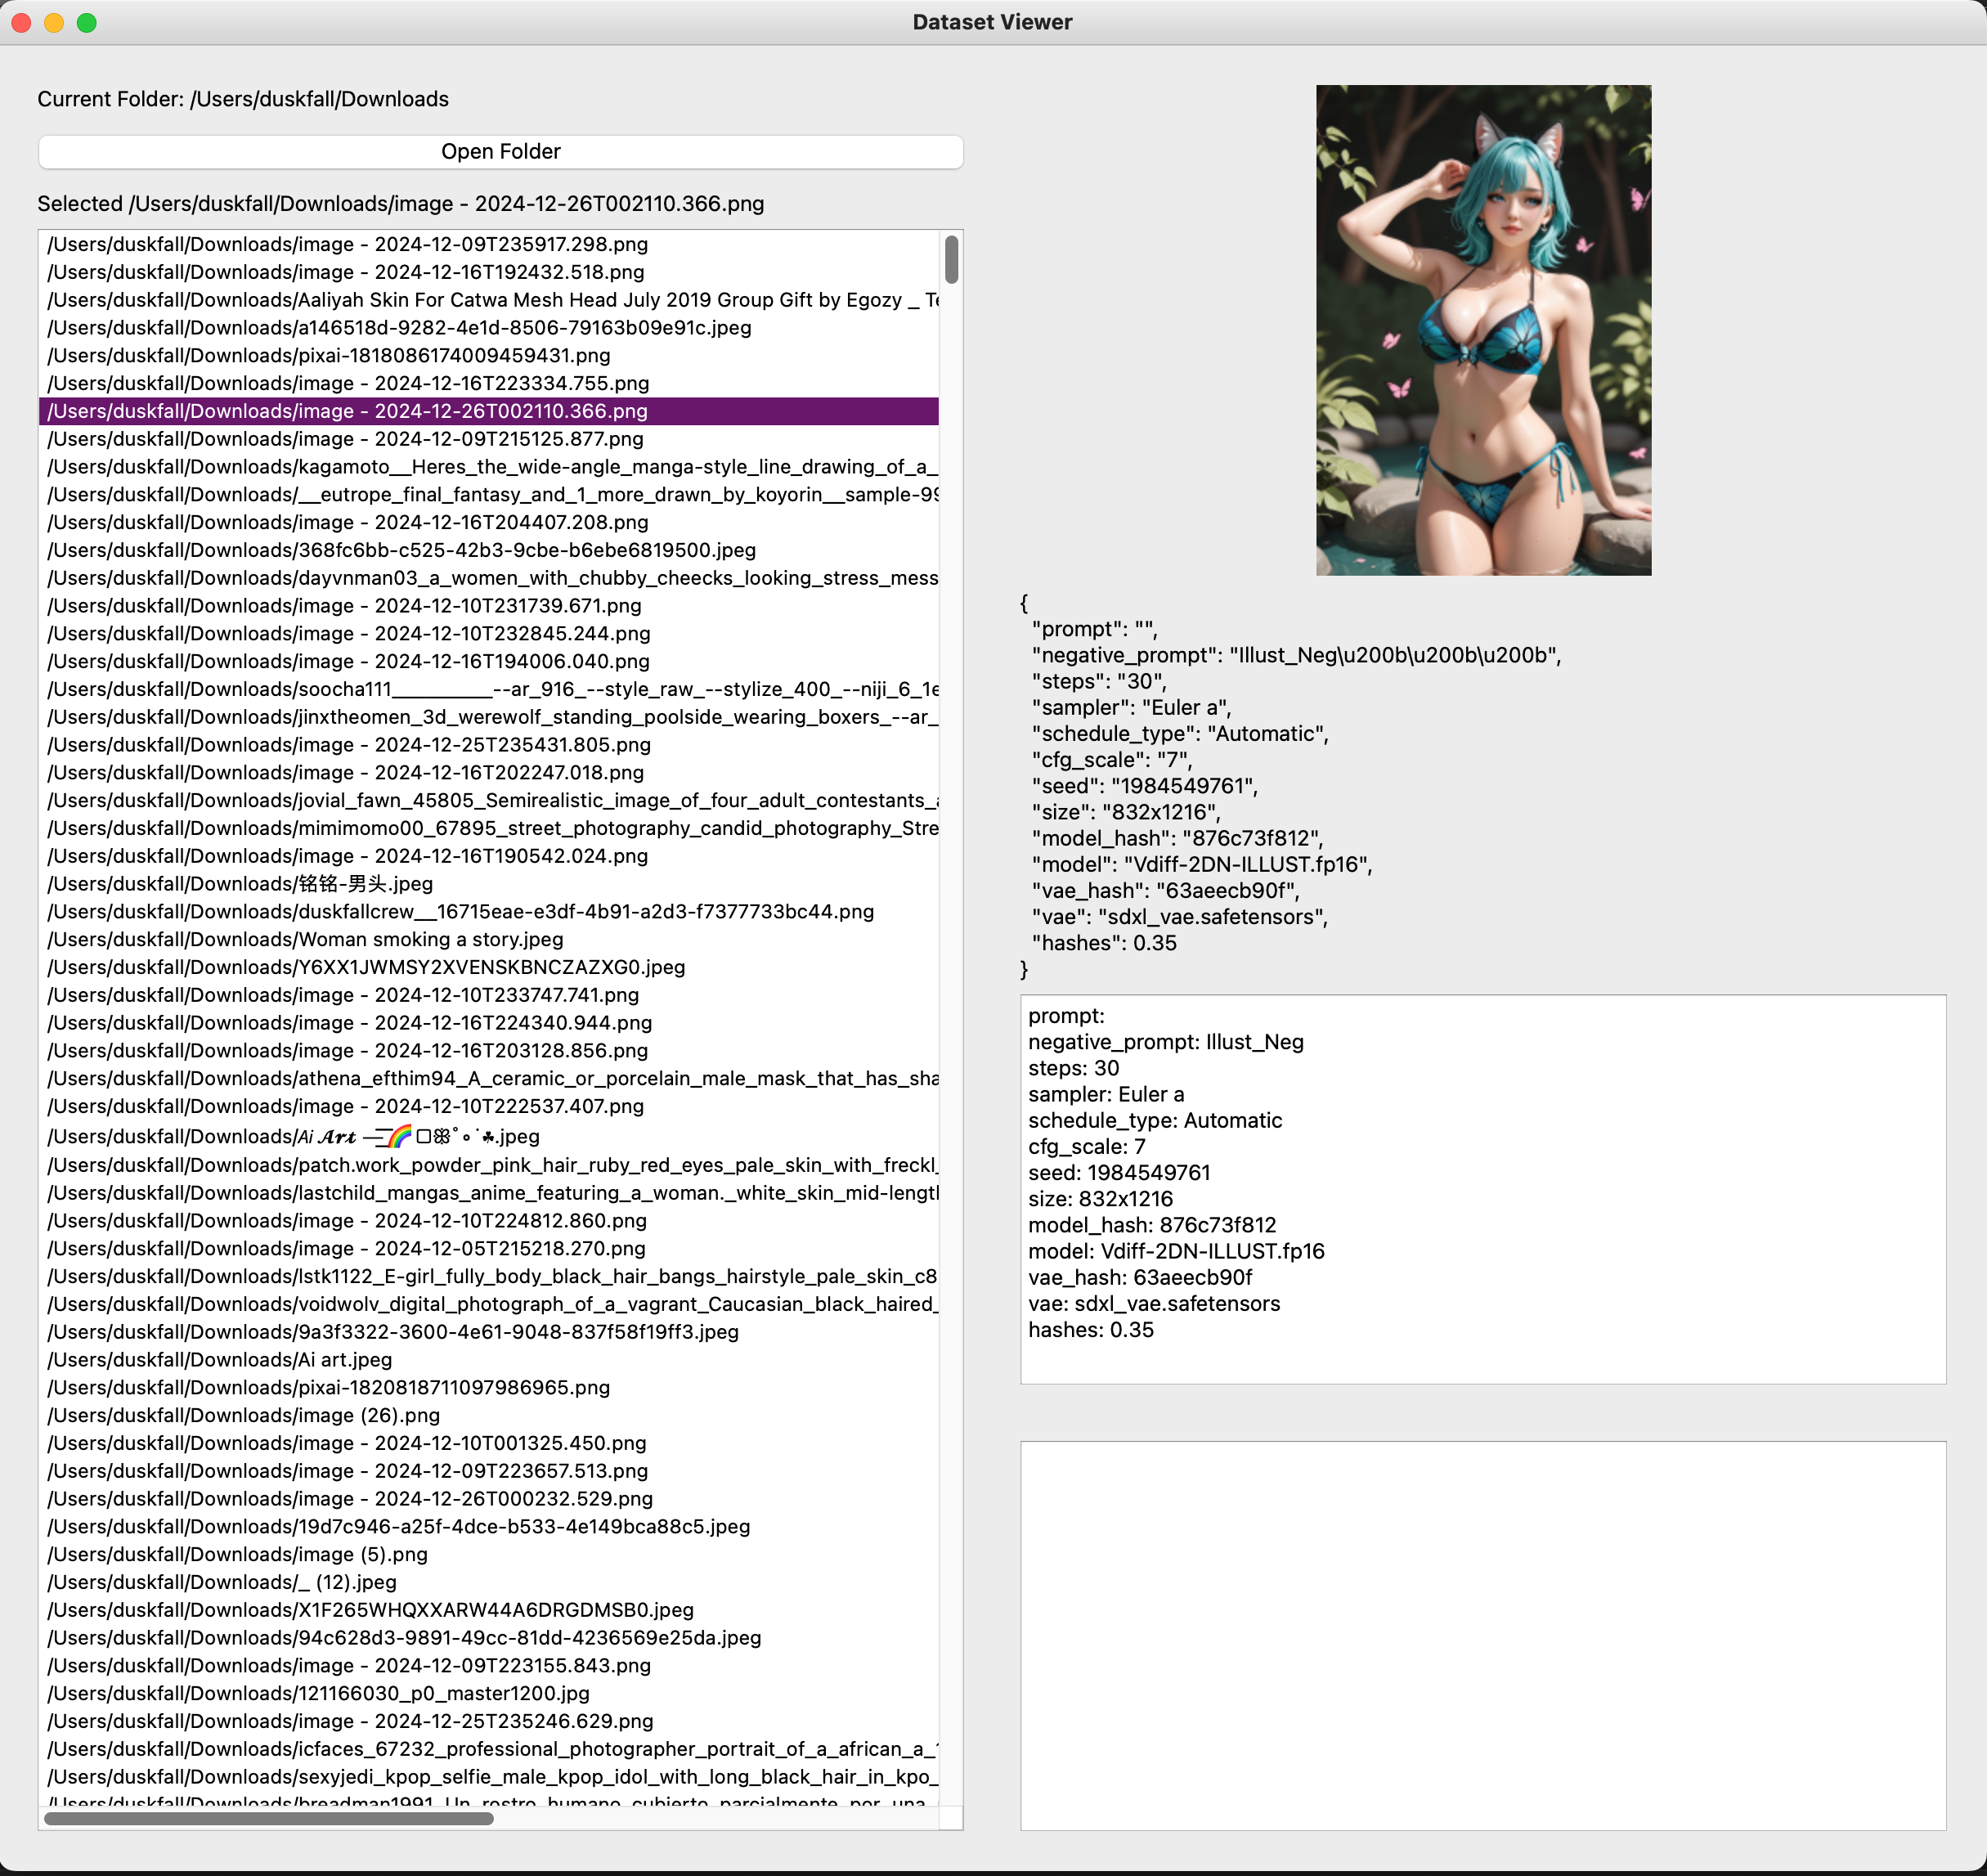 Dataset Viewer
Current Folder: /Users/duskfall/Downloads
Open Folder
Selected /Users/duskfall/Downloads/image - 2024-12-26T002110.366.png
/Users/duskfall/Downloads/image - 2024-12-09T235917.298.png
/Users/duskfall/Downloads/image - 2024-12-16T192432.518.png
/Users/duskfall/Downloads/Aaliyah Skin For Catwa Mesh Head July 2019 Group Gift by Egozy _
/Users/duskfall/Downloads/a146518d-9282-4e1d-8506-79163b09e91c.jpeg
/Users/duskfall/Downloads/pixai-1818086174009459431.png
/Users/duskfall/Downloads/image - 2024-12-16T223334.755.png
/Users/duskfall/Downloads/image - 2024-12-26T002110.366.png
/Users/duskfall/Downloads/image - 2024-12-09T215125.877.png
/Users/duskfall/Downloads/kagamoto__Heres_the_wide-angle_manga-style_line_drawing_of_a_
/Users/duskfall/Downloads/__eutrope_final_fantasy_and_1_more_drawn_by_koyorin__sample-99
/Users/duskfall/Downloads/image - 2024-12-16T204407.208.png
/Users/duskfall/Downloads/368fc6bb-c525-42b3-9cbe-b6ebe6819500.jpeg
/Users/duskfall/Downloads/dayvnman03_a_women_with_chubby_cheecks_looking_stress_mess
/Users/duskfall/Downloads/image - 2024-12-10T231739.671.png
/Users/duskfall/Downloads/image - 2024-12-10T232845.244.png
/Users/duskfall/Downloads/image - 2024-12-16T194006.040.png
/Users/duskfall/Downloads/soocha111__________--ar_916_--style_raw_--stylize_400_--niji_6_1e
/Users/duskfall/Downloads/jinxtheomen_3d_werewolf_standing_poolside_wearing_boxers_--ar_
/Users/duskfall/Downloads/image - 2024-12-25T235431.805.png
/Users/duskfall/Downloads/image - 2024-12-16T202247.018.png
/Users/duskfall/Downloads/jovial_fawn_45805_Semirealistic_image_of_four_adult_contestants_a
/Users/duskfall/Downloads/mimimomo00_67895_street_photography_candid_photography_Stre
/Users/duskfall/Downloads/image - 2024-12-16T190542.024.png
/Users/duskfall/Downloads/铭铭-男头.jpeg
/Users/duskfall/Downloads/duskfallcrew__16715eae-e3df-4b91-a2d3-f7377733bc44.png
/Users/duskfall/Downloads/Woman smoking a story.jpeg
/Users/duskfall/Downloads/Y6XX1JWMSY2XVENSKBNCZAZXG0.jpeg
/Users/duskfall/Downloads/image - 2024-12-10T233747.741.png
/Users/duskfall/Downloads/image - 2024-12-16T224340.944.png
/Users/duskfall/Downloads/image - 2024-12-16T203128.856.png
/Users/duskfall/Downloads/athena_efthim94_A_ceramic_or_porcelain_male_mask_that_has_sha
/Users/duskfall/Downloads/image - 2024-12-10T222537.407.png
/Users/duskfall/Downloads/𝘈𝘪 𝓐𝓻𝓽 —͟͟͞͞🌈 ▢ꕥ˚∘˙☘︎.jpeg
/Users/duskfall/Downloads/patch.work_powder_pink_hair_ruby_red_eyes_pale_skin_with_freckl_
/Users/duskfall/Downloads/lastchild_mangas_anime_featuring_a_woman._white_skin_mid-lengtl
/Users/duskfall/Downloads/image - 2024-12-10T224812.860.png
/Users/duskfall/Downloads/image - 2024-12-05T215218.270.png
/Users/duskfall/Downloads/lstk1122_E-girl_fully_body_black_hair_bangs_hairstyle_pale_skin_c8
/Users/duskfall/Downloads/voidwolv_digital_photograph_of_a_vagrant_Caucasian_black_haired_
/Users/duskfall/Downloads/9a3f3322-3600-4e61-9048-837f58f19ff3.jpeg
/Users/duskfall/Downloads/Ai art.jpeg
/Users/duskfall/Downloads/pixai-1820818711097986965.png
/Users/duskfall/Downloads/image (26).png
/Users/duskfall/Downloads/image - 2024-12-10T001325.450.png
/Users/duskfall/Downloads/image - 2024-12-09T223657.513.png
/Users/duskfall/Downloads/image - 2024-12-26T000232.529.png
/Users/duskfall/Downloads/19d7c946-a25f-4dce-b533-4e149bca88c5.jpeg
/Users/duskfall/Downloads/image (5).png
/Users/duskfall/Downloads/_ (12).jpeg
/Users/duskfall/Downloads/X1F265WHQXXARW44A6DRGDMSB0.jpeg
/Users/duskfall/Downloads/94c628d3-9891-49cc-81dd-4236569e25da.jpeg
/Users/duskfall/Downloads/image - 2024-12-09T223155.843.png
/Users/duskfall/Downloads/121166030_p0_master1200.jpg
/Users/duskfall/Downloads/image - 2024-12-25T235246.629.png
/Users/duskfall/Downloads/icfaces_67232_professional_photographer_portrait_of_a_african_a_
/Users/duskfall/Downloads/sexyjedi_kpop_selfie_male_kpop_idol_with_long_black_hair_in_kpo_
/Users/duskfall/Downloads/breadman1991_Un_rostro_humano_cubierto_parcialmente_por_una_
{
"prompt": "",
"negative_prompt": "Illust_Neg\u200b\u200b\u200b",
"steps": "30",
"sampler": "Euler a",
"schedule_type": "Automatic",
"cfg_scale": "7",
"seed": "1984549761",
"size": "832x1216",
"model_hash": "876c73f812",
"model": "Vdiff-2DN-ILLUST.fp16",
"vae_hash": "63aeecb90f",
"vae": "sdxl_vae.safetensors",
"hashes": 0.35
}
prompt:
negative_prompt: Illust_Neg
steps: 30
sampler: Euler a
schedule_type: Automatic
cfg_scale: 7
seed: 1984549761
size: 832x1216
model_hash: 876c73f812
model: Vdiff-2DN-ILLUST.fp16
vae_hash: 63aeecb90f
vae: sdxl_vae.safetensors
hashes: 0.35